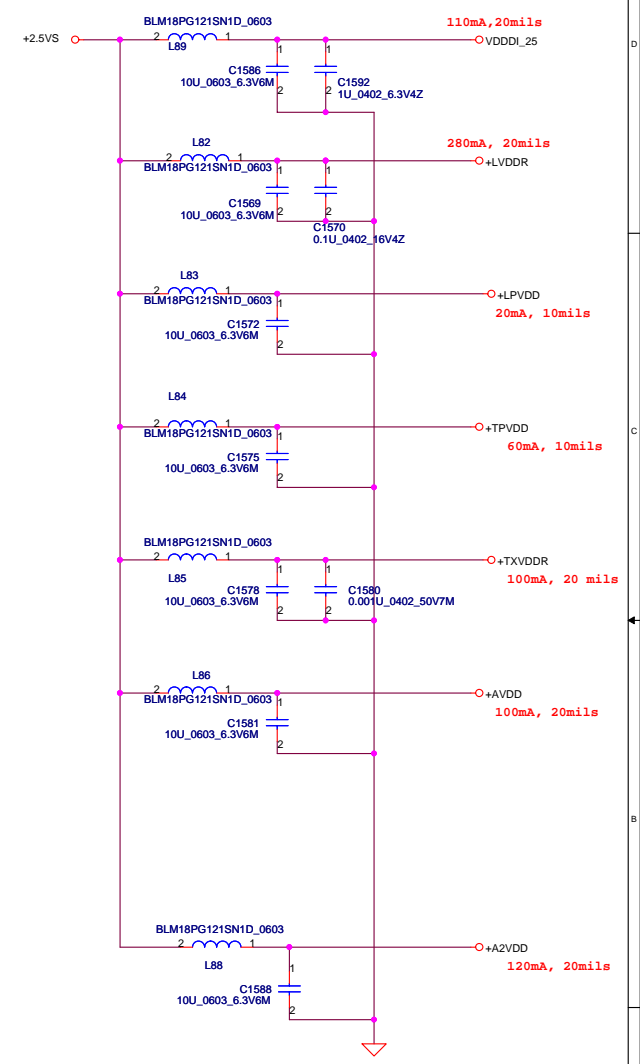 BLM18PG121SN1D_0603
110mA,20mils
+2.5VS
2
1
VDDDI_25
D
L89
1
1
C1586
10U_0603_6.3V6M
C1592
1U_0402_6.3V4Z
2
2
L82
280mA, 20mils
2
1
+LVDDR
BLM18PG121SN1D_0603
1
1
C1569
10U_0603_6.3V6M
2
2
C1570
0.1U_0402_16V4Z
L83
2
1
+LPVDD
BLM18PG121SN1D_0603
20mA, 10mils
1
C1572
10U_0603_6.3V6M
2
L84
2
1
+TPVDD
C
BLM18PG121SN1D_0603
60mA, 10mils
1
C1575
10U_0603_6.3V6M
2
BLM18PG121SN1D_0603
2
1
+TXVDDR
L85
100mA, 20 mils
1
1
C1578
10U_0603_6.3V6M
C1580
0.001U_0402_50V7M
2
2
L86
2
1
+AVDD
BLM18PG121SN1D_0603
100mA, 20mils
1
C1581
10U_0603_6.3V6M
2
B
BLM18PG121SN1D_0603
2
1
+A2VDD
L88
120mA, 20mils
1
C1588
10U_0603_6.3V6M
2